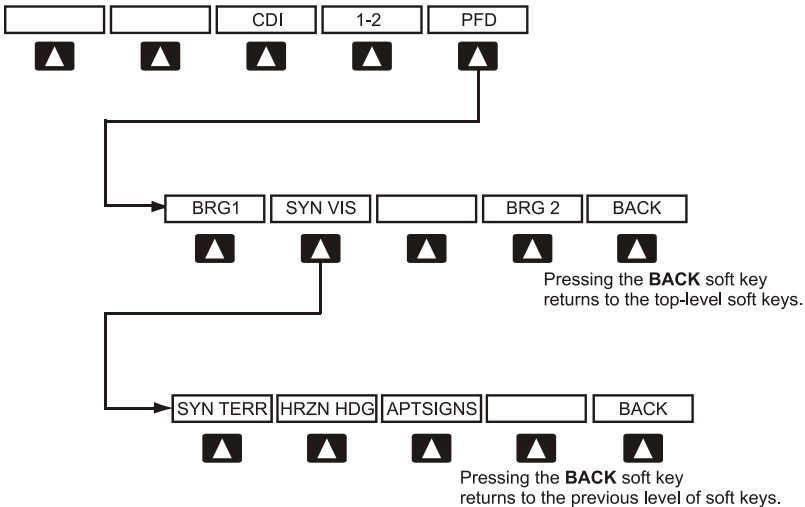 CDI 1-2 PFD
BRG1 SYN VIS BRG 2 BACK
Pressing the BACK soft key
returns to the top-level soft keys.
SYN TERR HRZN HDG APTSIGNS BACK
Pressing the BACK soft key
returns to the previous level of soft keys.